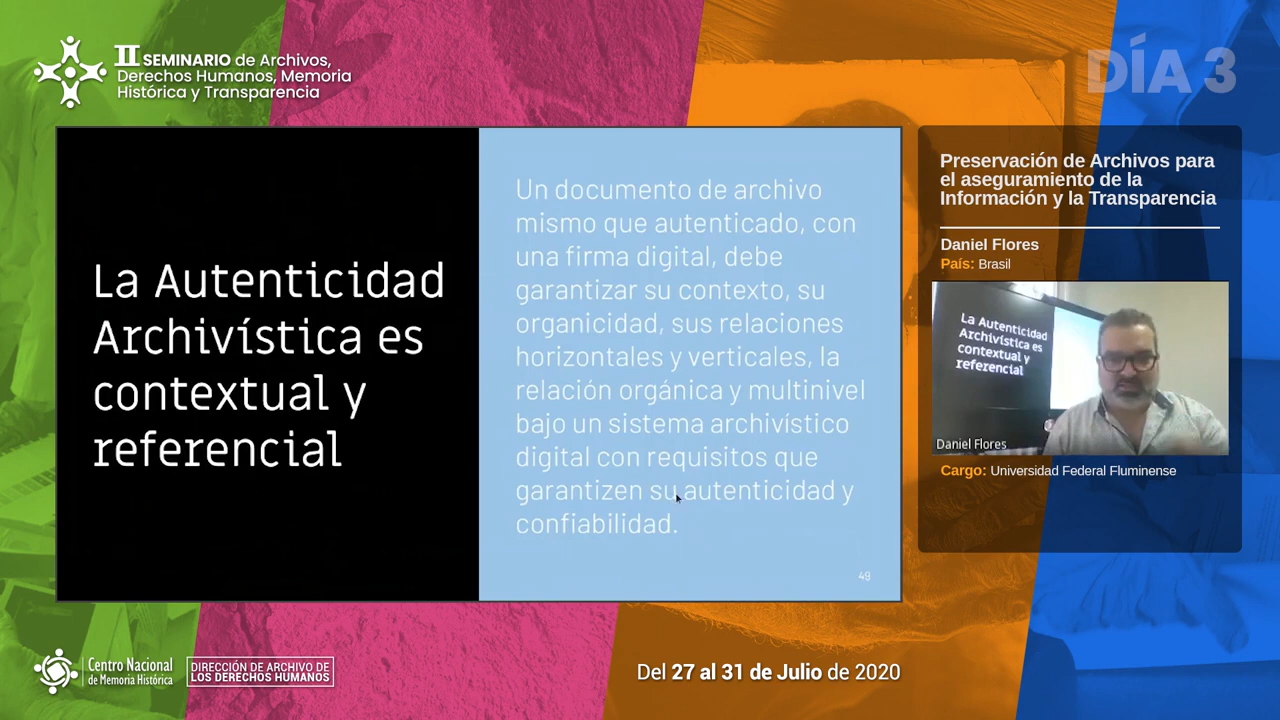 II SEMINARIO de Archivos,
Derechos Humanos, Memoria
Histórica y Transparencia
DÍA 3
La Autenticidad
Archivística es
contextual y
referencial
Un documento de archivo
mismo que autenticado, con
una firma digital, debe
garantizar su contexto, su
organicidad, sus relaciones
horizontales y verticales, la
relación orgánica y multinivel
bajo un sistema archivístico
digital con requisitos que
garantizen su autenticidad y
confiabilidad.
49
Preservación de Archivos para
el aseguramiento de la
Información y la Transparencia
Daniel Flores
País: Brasil
La Autenticidad
Archivística es
contextual y
referencial
Daniel Flores
Cargo: Universidad Federal Fluminense
Centro Nacional
de Memoria Histórica
DIRECCIÓN DE ARCHIVO DE
LOS DERECHOS HUMANOS
Del 27 al 31 de Julio de 2020